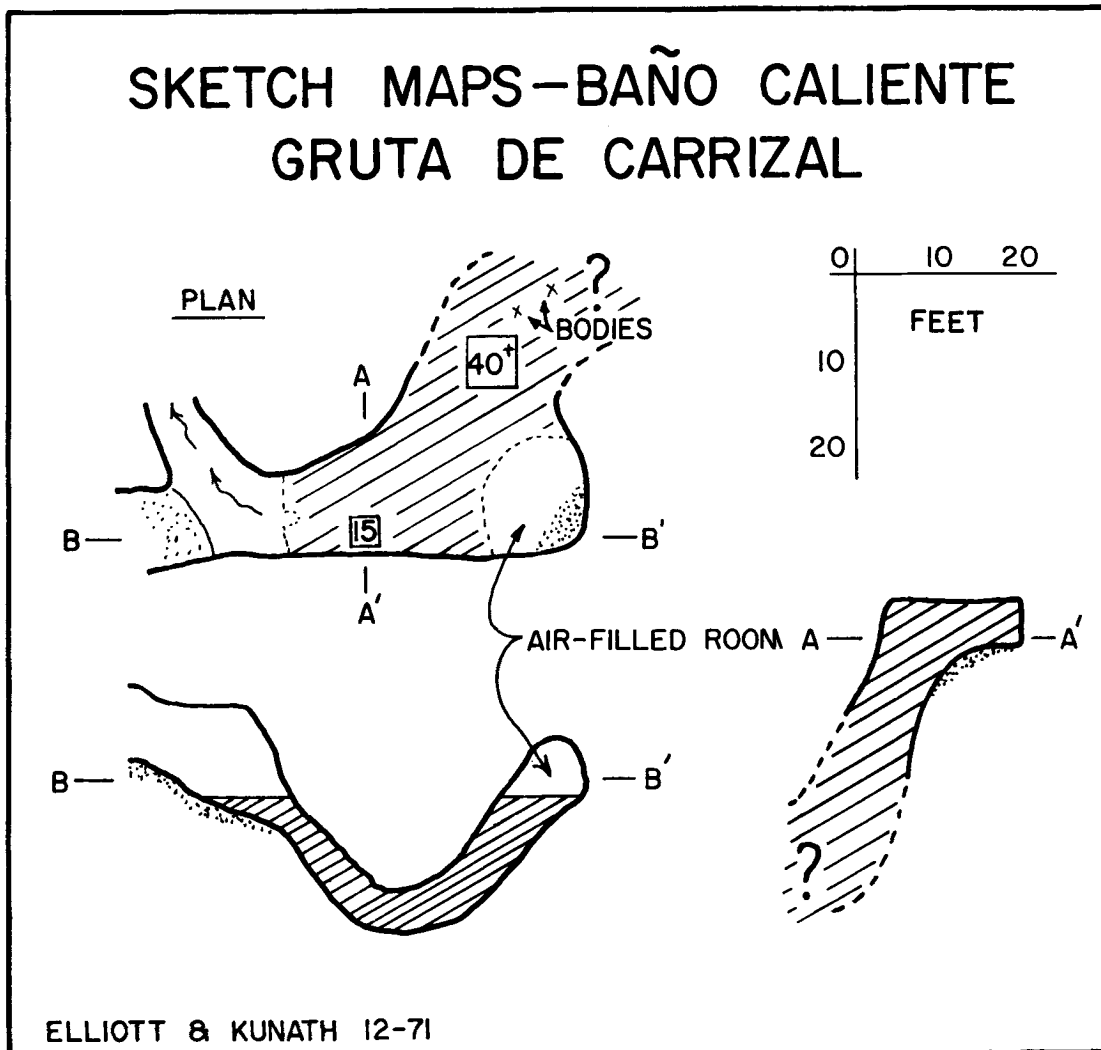 SKETCH MAPS-BAÑO CALIENTE
GRUTA DE CARRIZAL
PLAN
0 10 20
FEET
10
20
?
BODIES
40+
A
15
B
B'
A'
AIR-FILLED ROOM
A
A'
B
B'
?
ELLIOTT & KUNATH 12-71